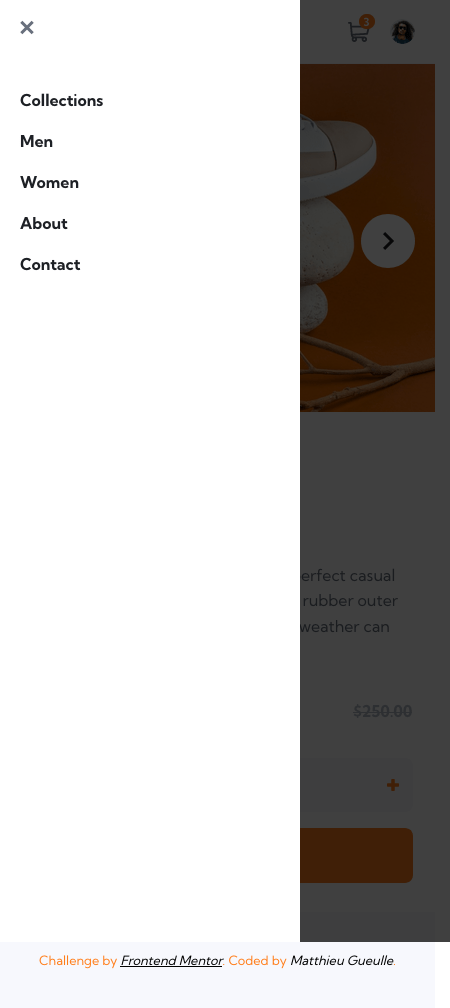 3
Collections
Men
Women
About
Contact
erfect casual
rubber outer
weather can
$250.00
Challenge by Frontend Mentor. Coded by Matthieu Gueulle.